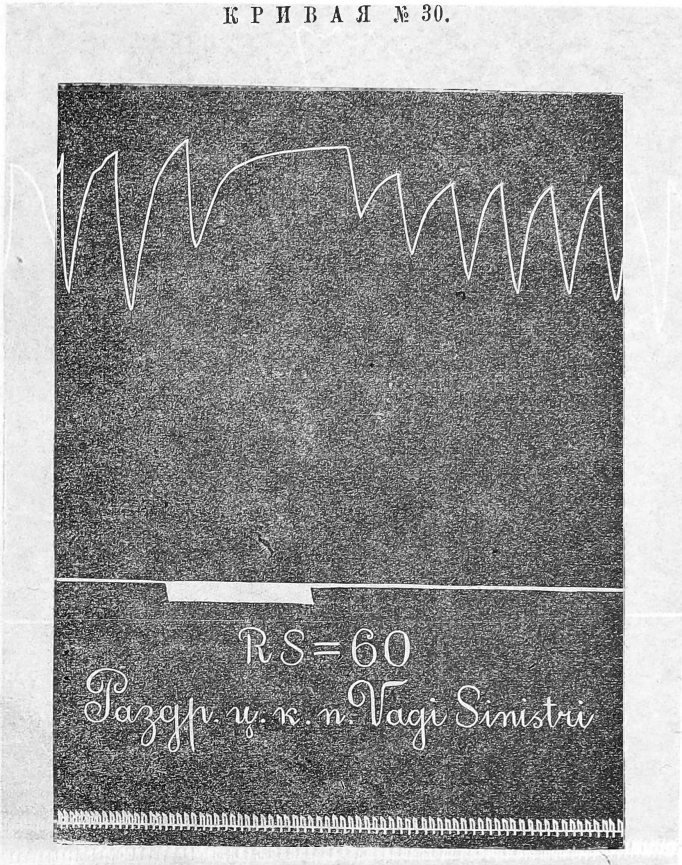 КРИВАЯ № 30.
RS=60
Раздр. ц. к. п. Vagi Sinistri